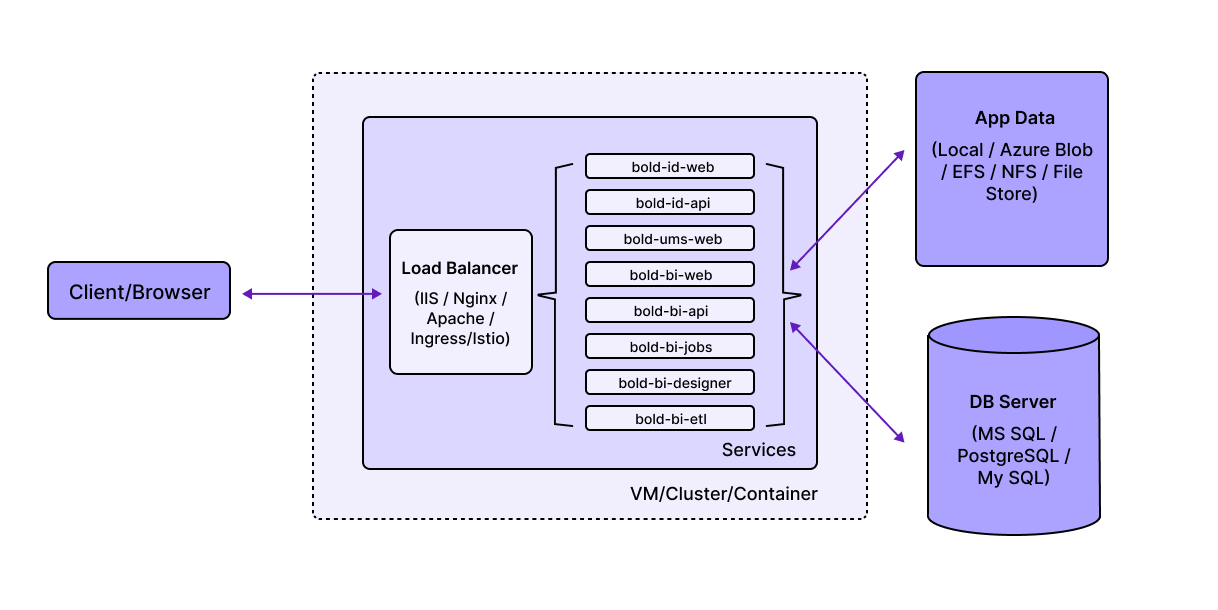 Client/Browser
Load Balancer
(IIS / Nginx /
Apache /
Ingress/Istio)
bold-id-web
bold-id-api
bold-ums-web
bold-bi-web
bold-bi-api
bold-bi-jobs
bold-bi-designer
bold-bi-etl
Services
VM/Cluster/Container
App Data
(Local / Azure Blob
/ EFS / NFS / File
Store)
DB Server
(MS SQL /
PostgreSQL /
My SQL)